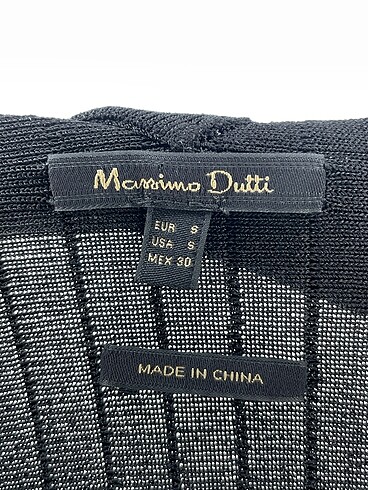 Massimo Dutti
EUR S
USA S
MEX 30
MADE IN CHINA